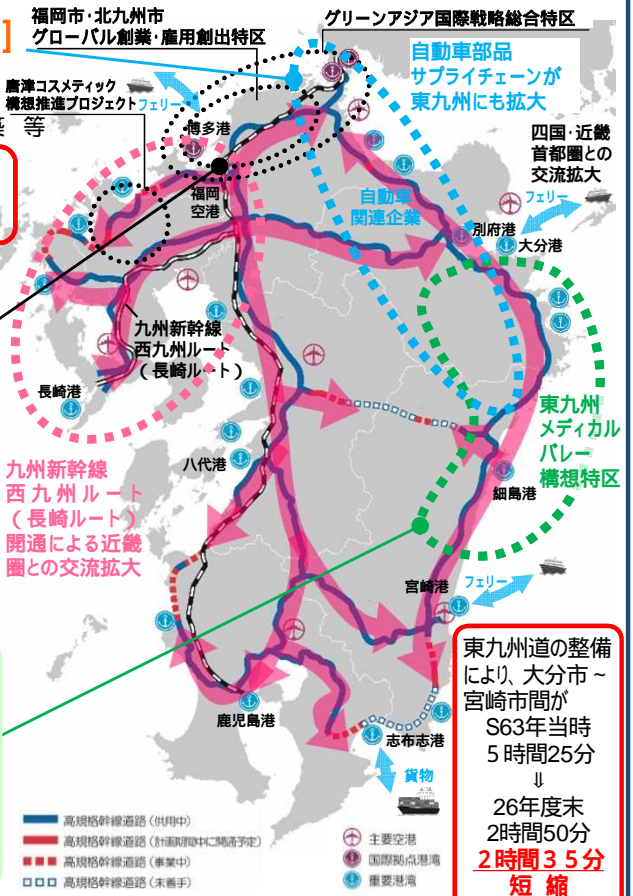 福岡市・北九州市
グローバル創業・雇用創出特区
グリーンアジア国際戦略総合特区
]
自動車部品
サプライチェーンが
東九州にも拡大
唐津コスメティック
構想推進プロジェクト
フェリー
等
博多港
四国・近畿
首都圏との
交流拡大
フェリー
福岡
空港
自動車
関連企業
別府港
大分港
九州新幹線
西九州ルート
(長崎ルート)
長崎港
東九州
メディカル
バレー
構想特区
八代港
細島港
九州新幹線
西九州ルート
(長崎ルート)
開通による近畿
圏との交流拡大
宮崎港
フェリー
鹿児島港
志布志港
貨物
東九州道の整備
により、大分市~
宮崎市間が
S63年当時
5時間25分
⇓
26年度末
2時間50分
2時間35分
短縮
高規格幹線道路(供用中)
高規格幹線道路(計画期間中に開通予定)
高規格幹線道路(事業中)
高規格幹線道路(未着手)
主要空港
国際拠点港湾
重要港湾